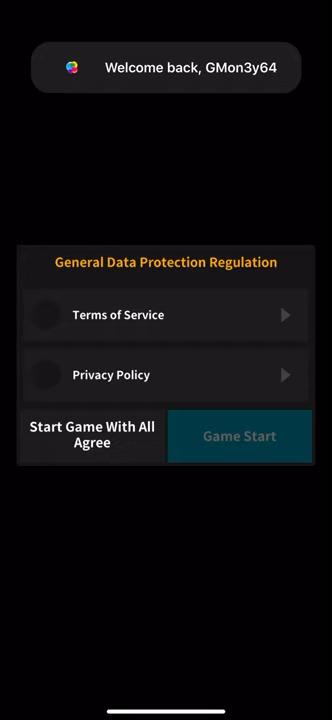 Welcome back, GMon3y64
General Data Protection Regulation
Terms of Service
Privacy Policy
Start Game With All
Agree
Game Start